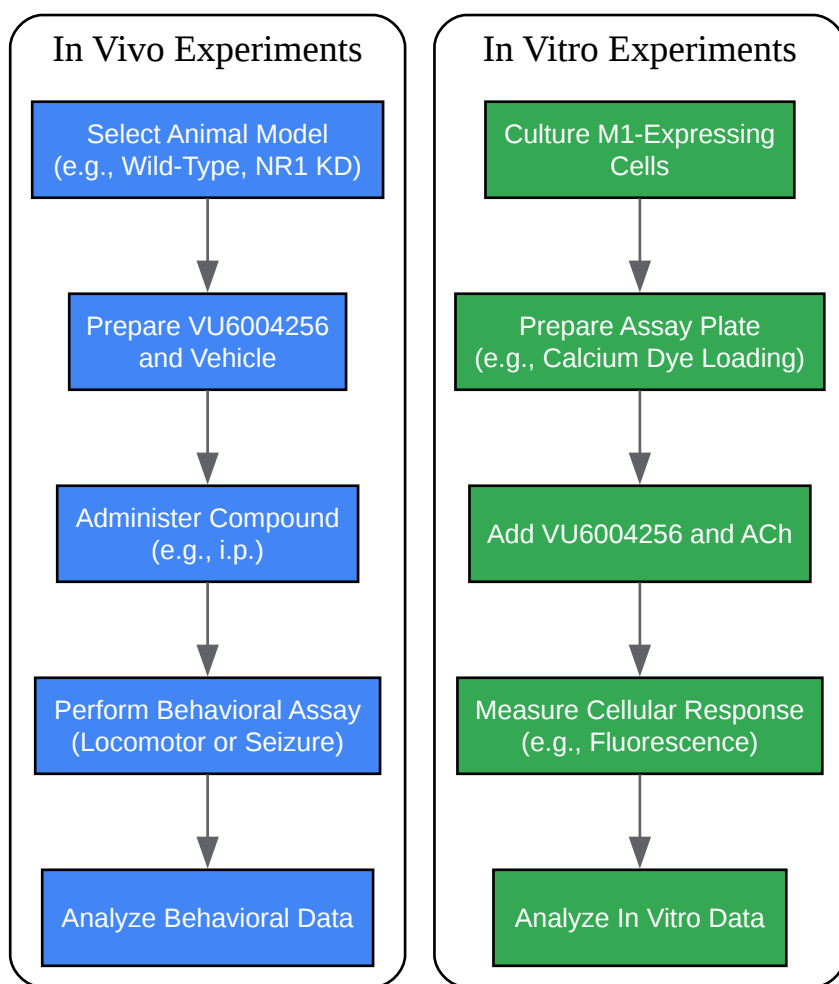 In Vivo Experiments
Select Animal Model
(e.g., Wild-Type, NR1 KD)
Prepare VU6004256
and Vehicle
Administer Compound
(e.g., i.p.)
Perform Behavioral Assay
(Locomotor or Seizure)
Analyze Behavioral Data
In Vitro Experiments
Culture M1-Expressing
Cells
Prepare Assay Plate
(e.g., Calcium Dye Loading)
Add VU6004256 and ACh
Measure Cellular Response
(e.g., Fluorescence)
Analyze In Vitro Data